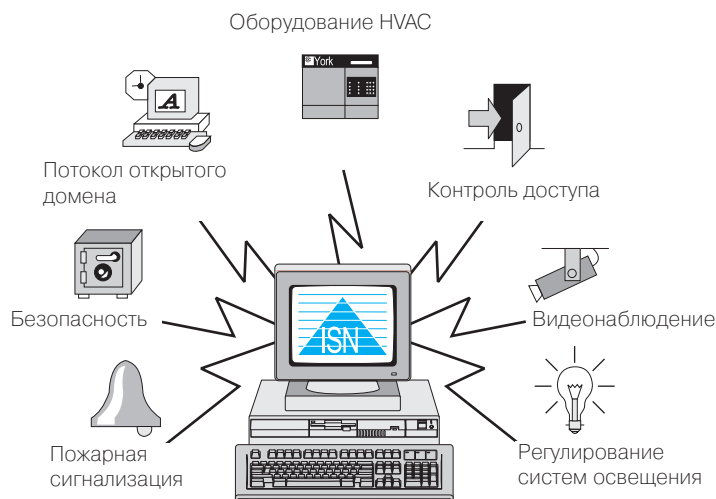 Оборудование HVAC
York
A
Потокол открытого
домена
Контроль доступа
Безопасность
Видеонаблюдение
ISN
Пожарная
сигнализация
Регулирование
систем освещения